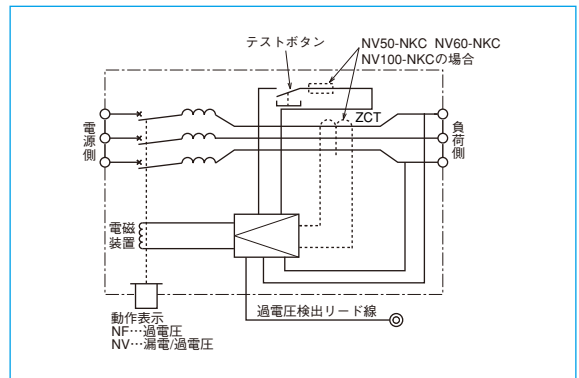 テストボタン
NV50-NKC NV60-NKC
NV100-NKCの場合
ZCT
電源側
負荷側
電磁
装置
過電圧検出リード線
動作表示
NF…過電圧
NV…漏電/過電圧